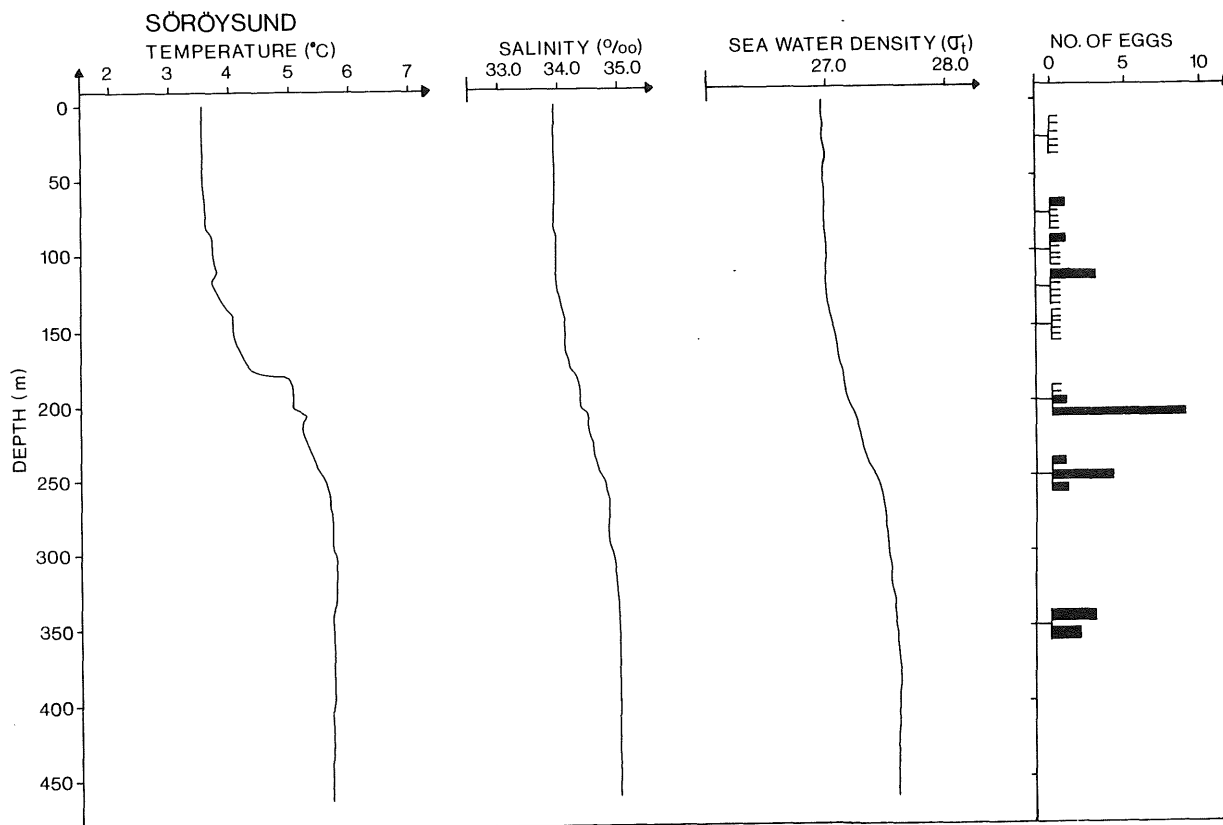 SÖRÖYSUND
TEMPERATURE (°C)
2 3 4 5 6 7
SALINITY (°/oo)
33.0 34.0 35.0
SEA WATER DENSITY (σt)
27.0 28.0
NO. OF EGGS
0 5 10
DEPTH (m)
0
50
100
150
200
250
300
350
400
450